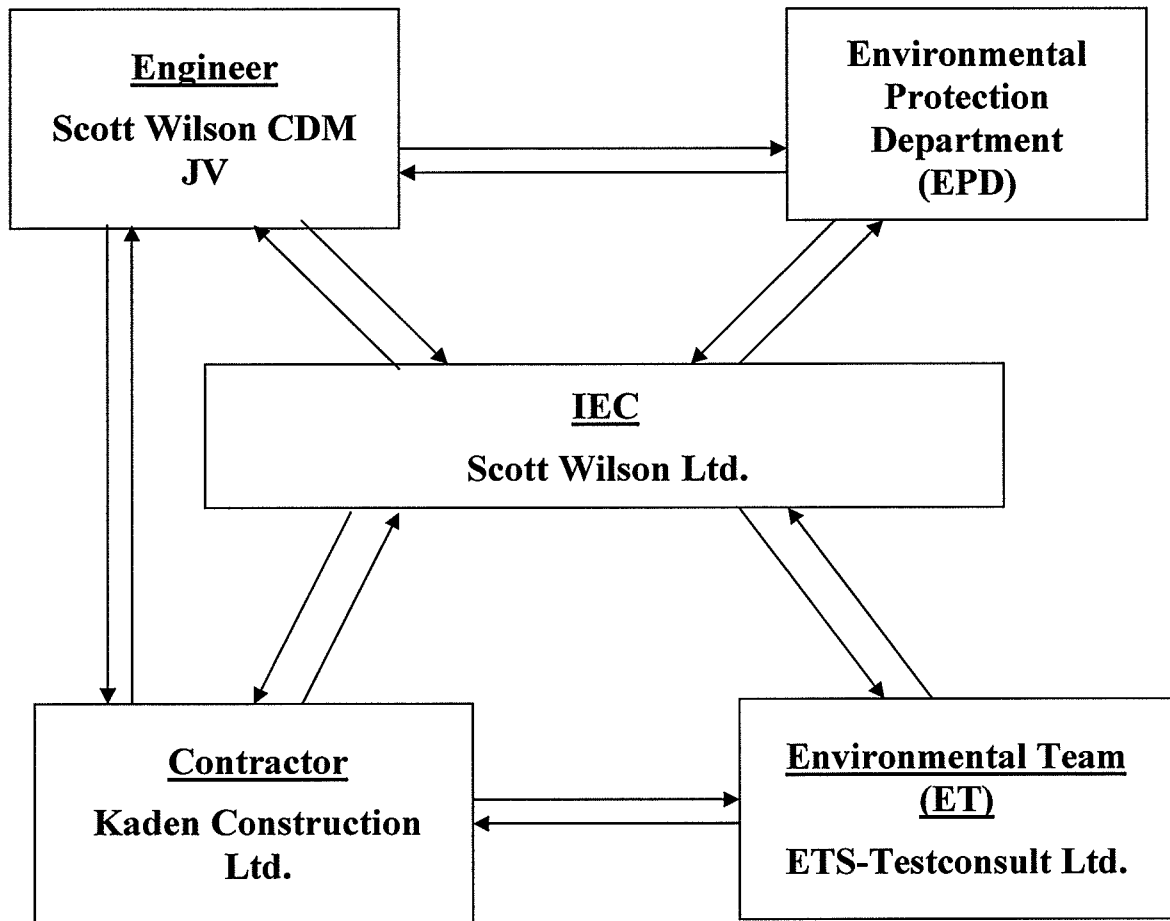 Engineer
Scott Wilson CDM
JV
Environmental
Protection
Department
(EPD)
IEC
Scott Wilson Ltd.
Contractor
Kaden Construction
Ltd.
Environmental Team
(ET)
ETS-Testconsult Ltd.